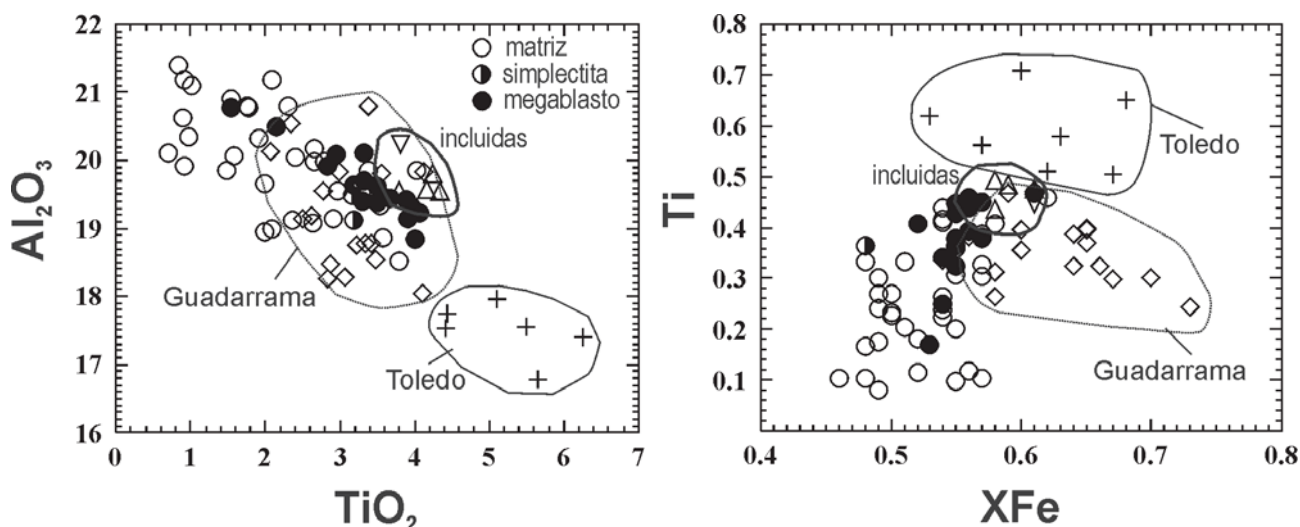 22
21
20
19
18
17
16
0 1 2 3 4 5 6 7
Al₂O₃
TiO₂
matriz
simplectita
megablasto
incluidas
Guadarrama
Toledo
0.8
0.7
0.6
0.5
0.4
0.3
0.2
0.1
0.4 0.5 0.6 0.7 0.8
Ti
XFe
Toledo
incluidas
Guadarrama